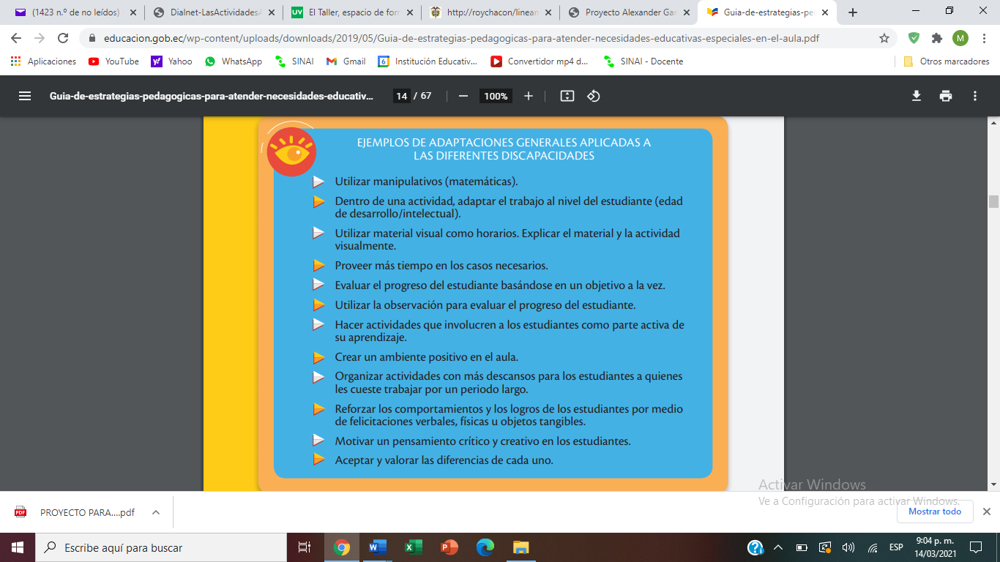 (1423 n.º de no leídos)
Dialnet-LasActividades
El Taller, espacio de for
http://roychacon/linean
Proyecto Alexander Gar
Guia-de-estrategias-pe
educacion.gob.ec/wp-content/uploads/downloads/2019/05/Guia-de-estrategias-pedagogicas-para-atender-necesidades-educativas-especiales-en-el-aula.pdf
M
Aplicaciones
YouTube
Yahoo
WhatsApp
SINAI
Gmail
Institución Educativ...
Convertidor mp4 d...
SINAI - Docente
Otros marcadores
Guia-de-estrategias-pedagogicas-para-atender-necesidades-educativ...
14 / 67
100%
EJEMPLOS DE ADAPTACIONES GENERALES APLICADAS A
LAS DIFERENTES DISCAPACIDADES
Utilizar manipulativos (matemáticas).
Dentro de una actividad, adaptar el trabajo al nivel del estudiante (edad
de desarrollo/intelectual).
Utilizar material visual como horarios. Explicar el material y la actividad
visualmente.
Proveer más tiempo en los casos necesarios.
Evaluar el progreso del estudiante basándose en un objetivo a la vez.
Utilizar la observación para evaluar el progreso del estudiante.
Hacer actividades que involucren a los estudiantes como parte activa de
su aprendizaje.
Crear un ambiente positivo en el aula.
Organizar actividades con más descansos para los estudiantes a quienes
les cueste trabajar por un periodo largo.
Reforzar los comportamientos y los logros de los estudiantes por medio
de felicitaciones verbales, físicas u objetos tangibles.
Motivar un pensamiento crítico y creativo en los estudiantes.
Aceptar y valorar las diferencias de cada uno.
Activar Windows
Ve a Configuración para activar Windows.
PROYECTO PARA....pdf
Mostrar todo
Escribe aquí para buscar
ESP
9:04 p. m.
14/03/2021